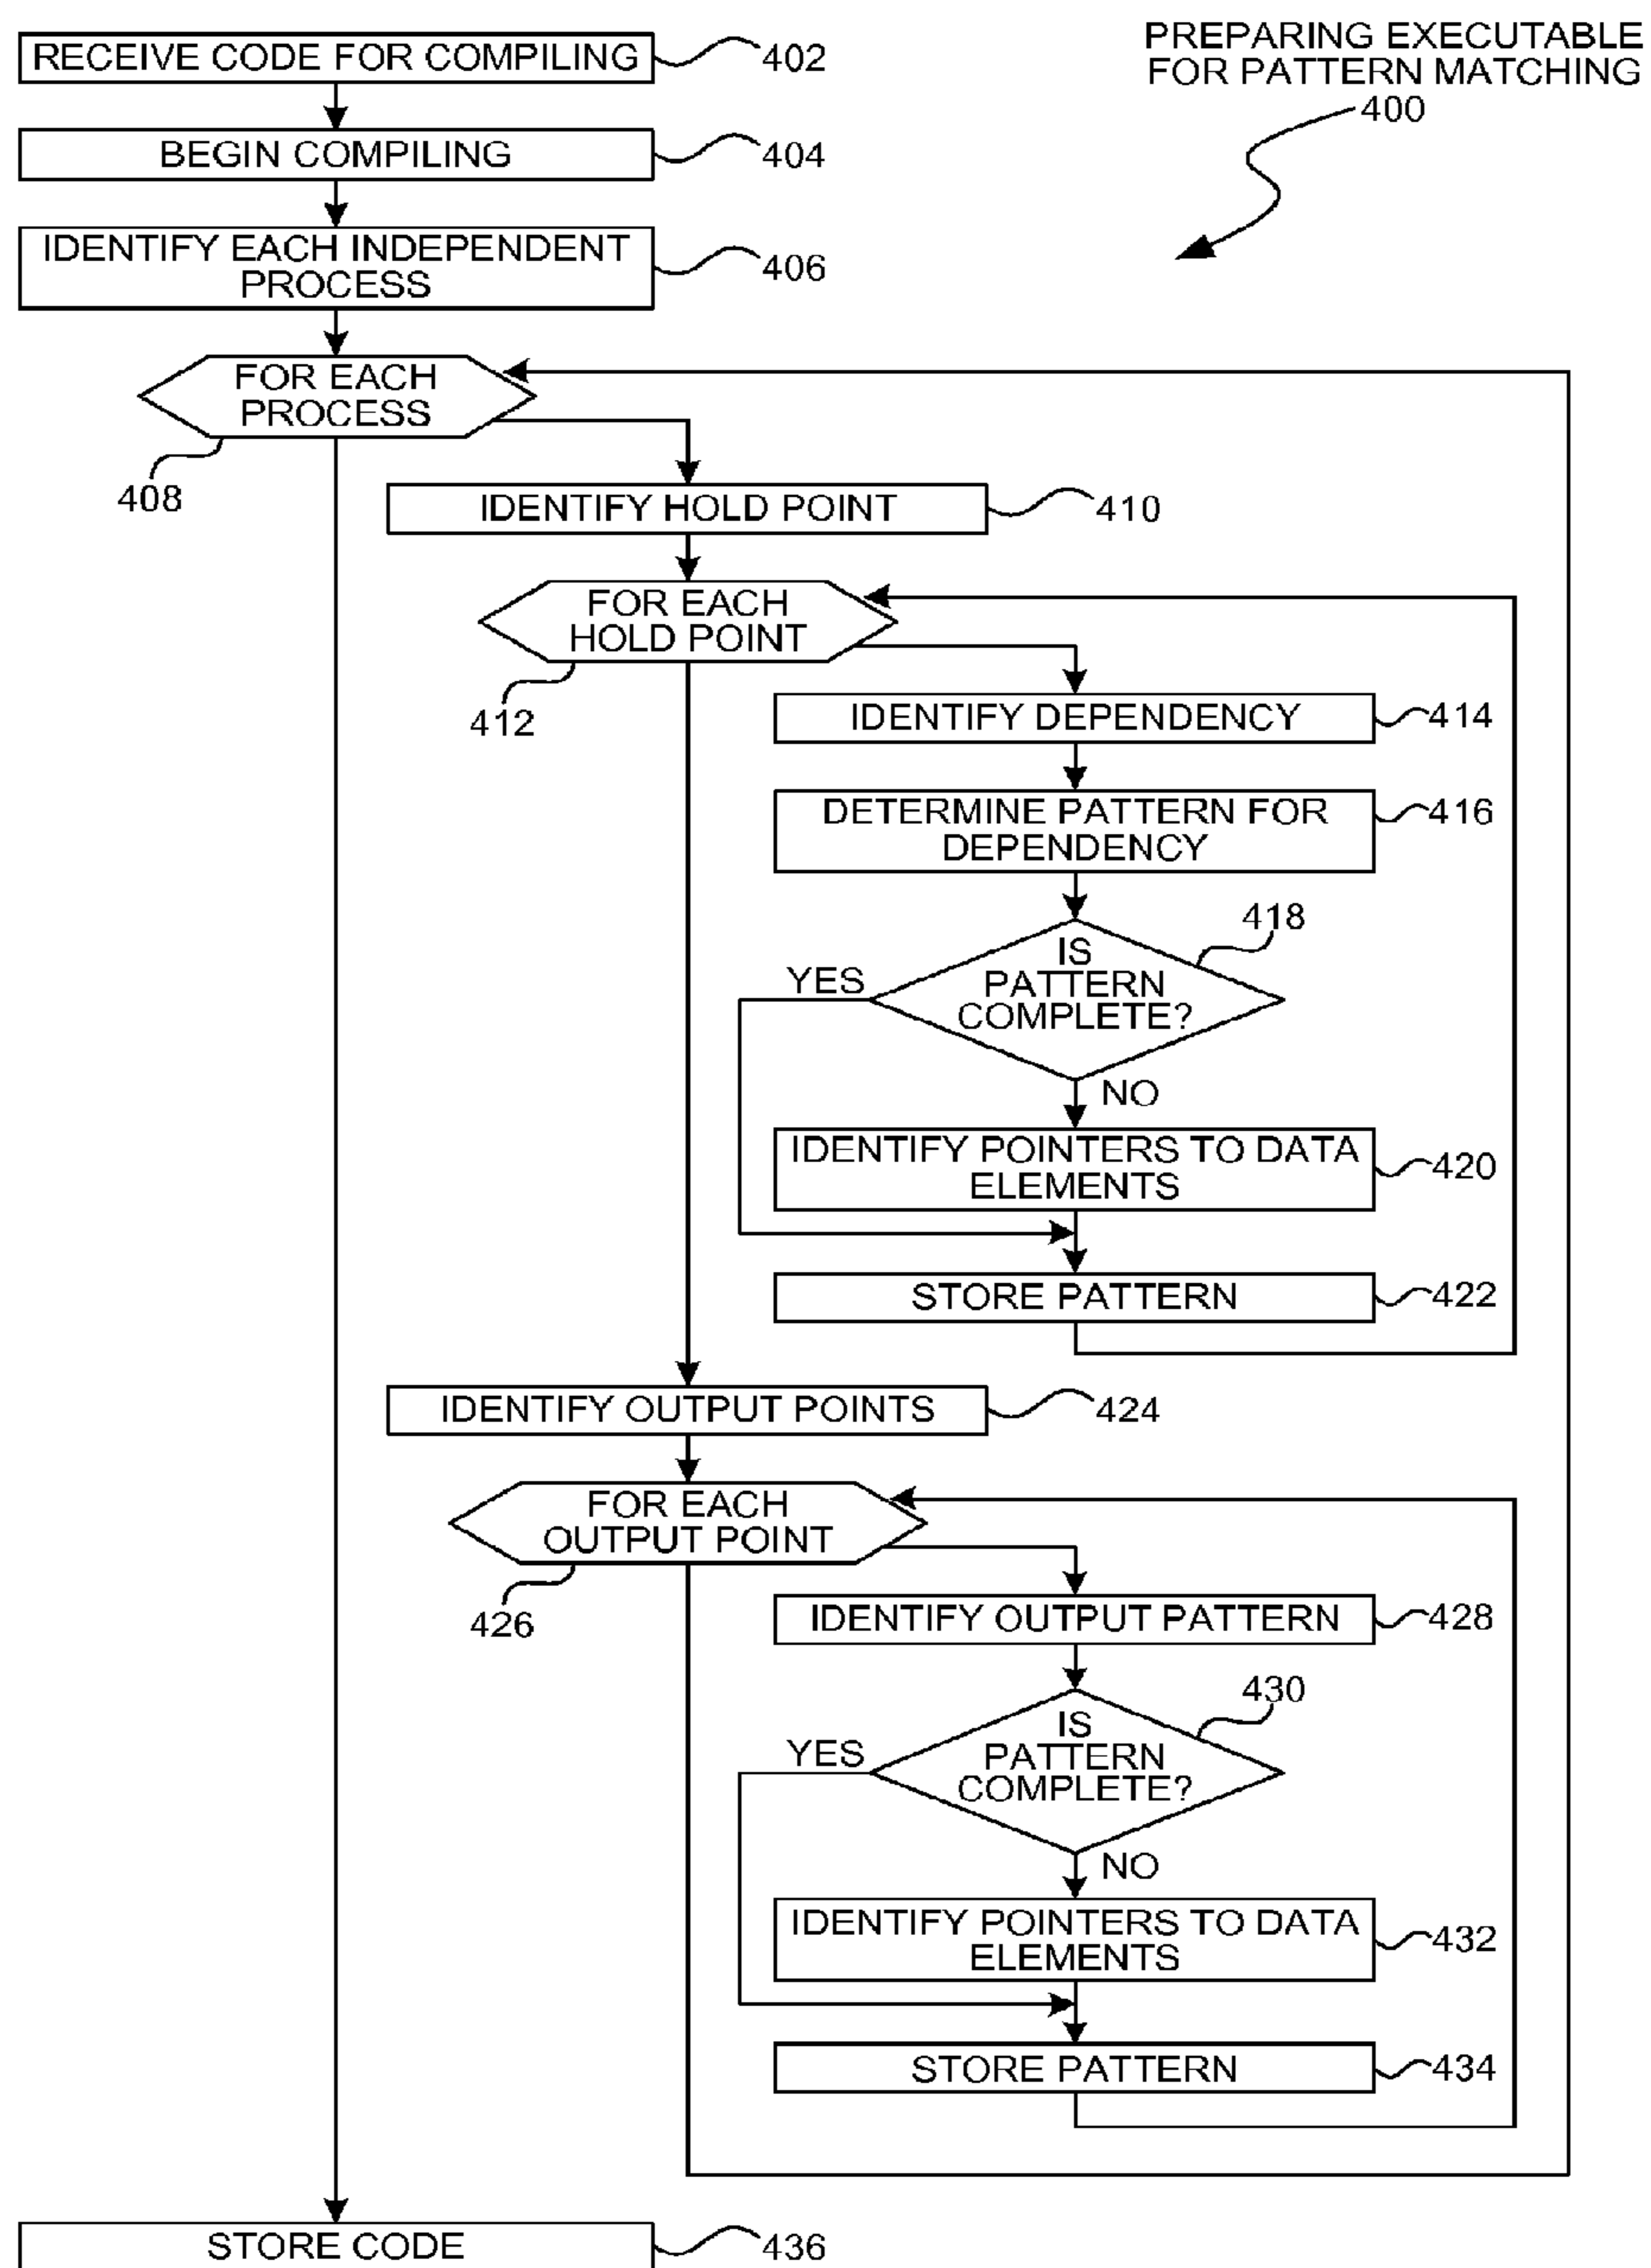 PREPARING EXECUTABLE
FOR PATTERN MATCHING
400
RECEIVE CODE FOR COMPILING
402
BEGIN COMPILING
404
IDENTIFY EACH INDEPENDENT
PROCESS
406
FOR EACH
PROCESS
408
IDENTIFY HOLD POINT
410
FOR EACH
HOLD POINT
412
IDENTIFY DEPENDENCY
414
DETERMINE PATTERN FOR
DEPENDENCY
416
IS
PATTERN
COMPLETE?
418
YES
NO
IDENTIFY POINTERS TO DATA
ELEMENTS
420
STORE PATTERN
422
IDENTIFY OUTPUT POINTS
424
FOR EACH
OUTPUT POINT
426
IDENTIFY OUTPUT PATTERN
428
IS
PATTERN
COMPLETE?
430
YES
NO
IDENTIFY POINTERS TO DATA
ELEMENTS
432
STORE PATTERN
434
STORE CODE
436